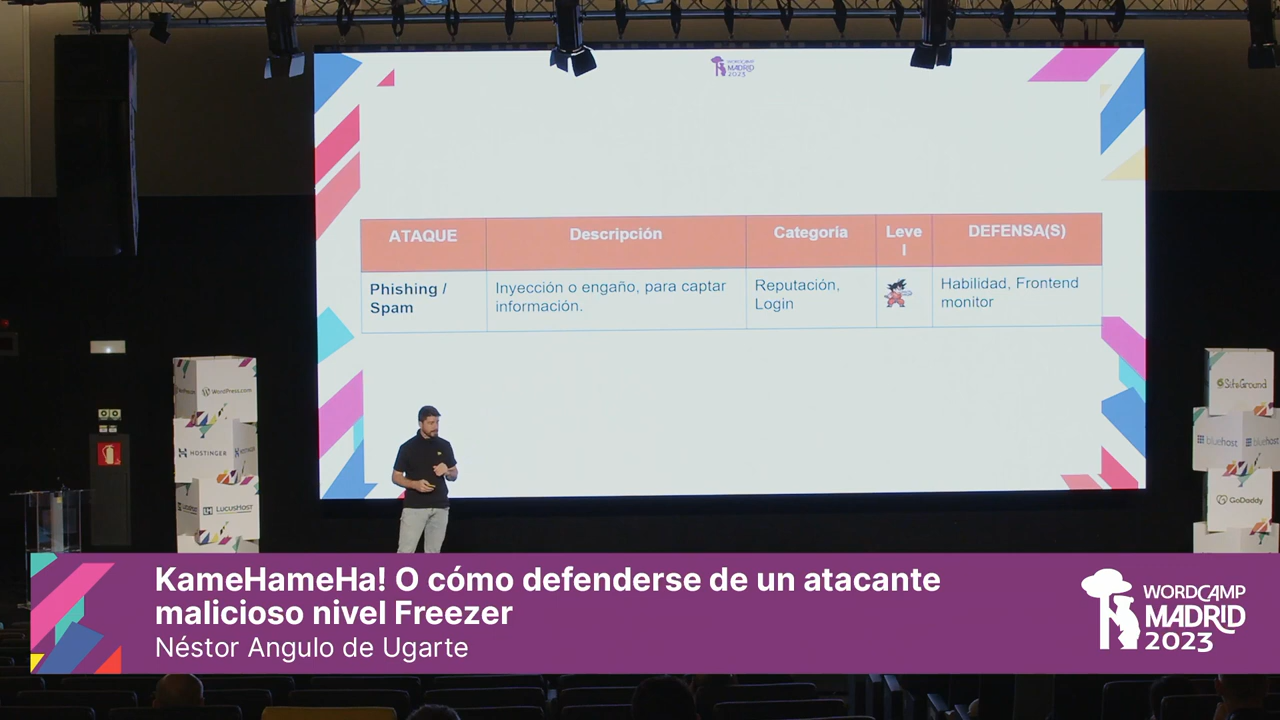 WORDCAMP
MADRID
2023
ATAQUE
Descripción
Categoría
Leve
l
DEFENSA(S)
Phishing /
Spam
Inyección o engaño, para captar
información.
Reputación,
Login
Habilidad, Frontend
monitor
WordPress.com
HOSTINGER
LucusHost
SiteGround
bluehost
bluehost
GoDaddy
KameHameHa! O cómo defenderse de un atacante
malicioso nivel Freezer
Néstor Angulo de Ugarte
WORDCAMP
MADRID
2023